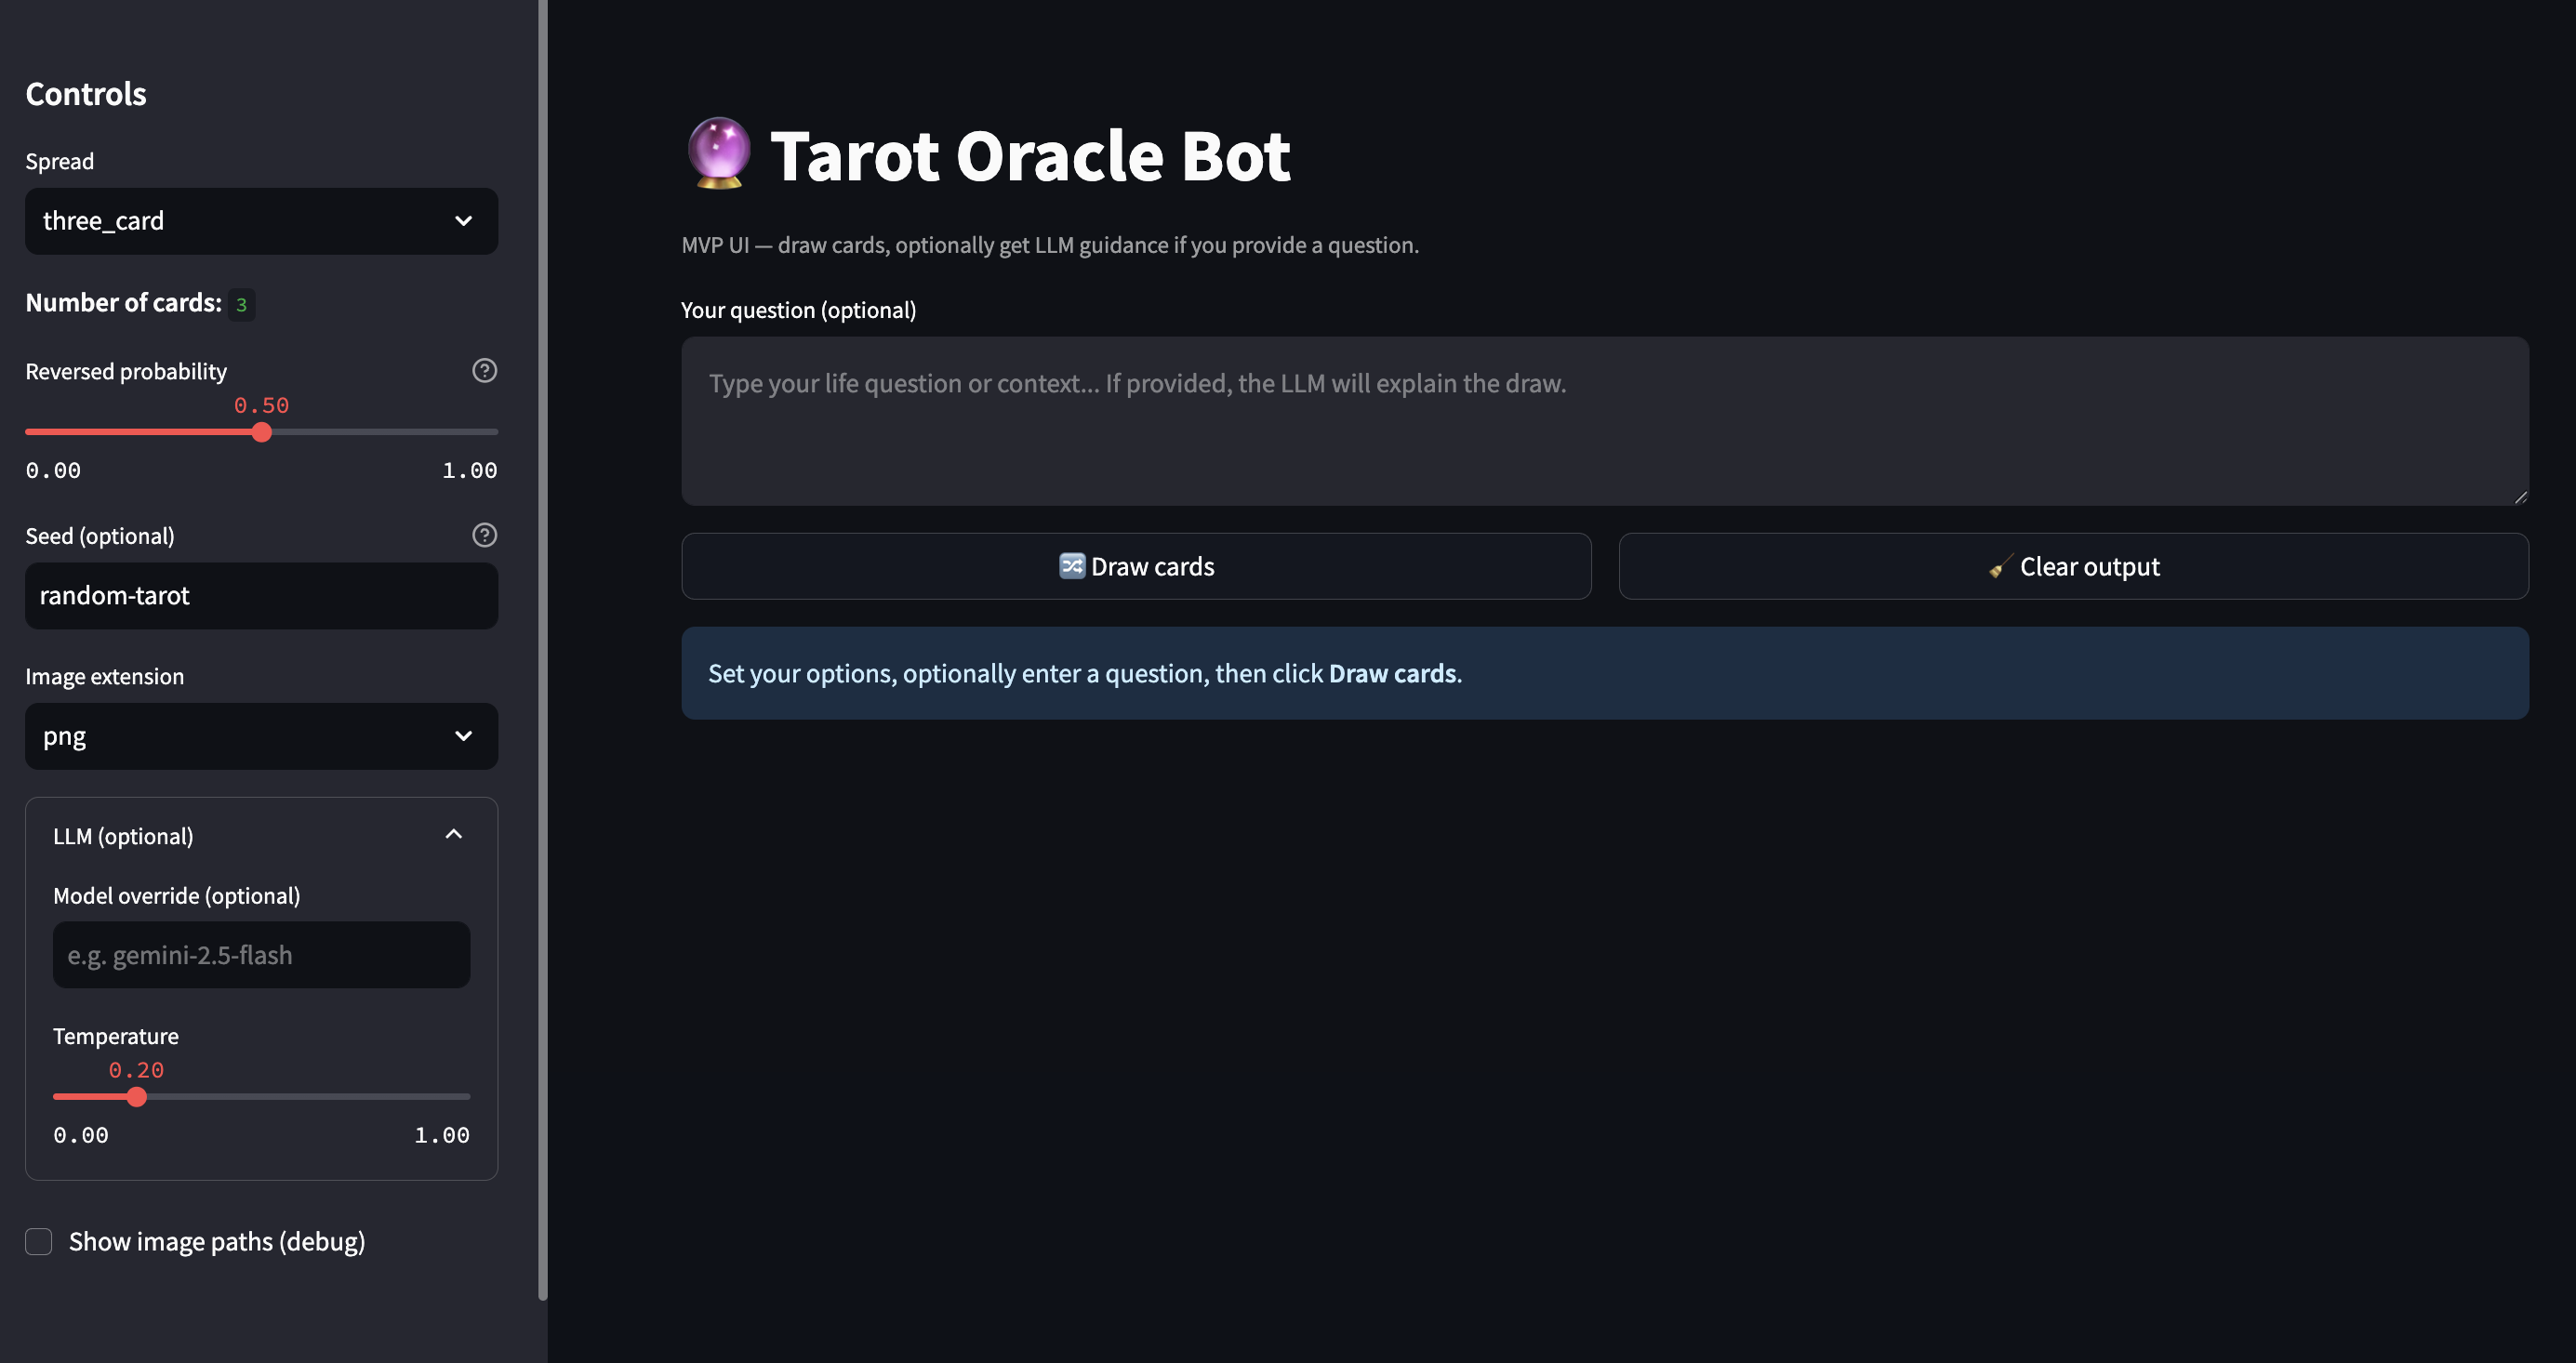 Controls
Spread
three_card
Number of cards: 3
Reversed probability
0.50
0.00 1.00
Seed (optional)
random-tarot
Image extension
png
LLM (optional)
Model override (optional)
e.g. gemini-2.5-flash
Temperature
0.20
0.00 1.00
Show image paths (debug)
Tarot Oracle Bot
MVP UI — draw cards, optionally get LLM guidance if you provide a question.
Your question (optional)
Type your life question or context... If provided, the LLM will explain the draw.
Draw cards
Clear output
Set your options, optionally enter a question, then click Draw cards.